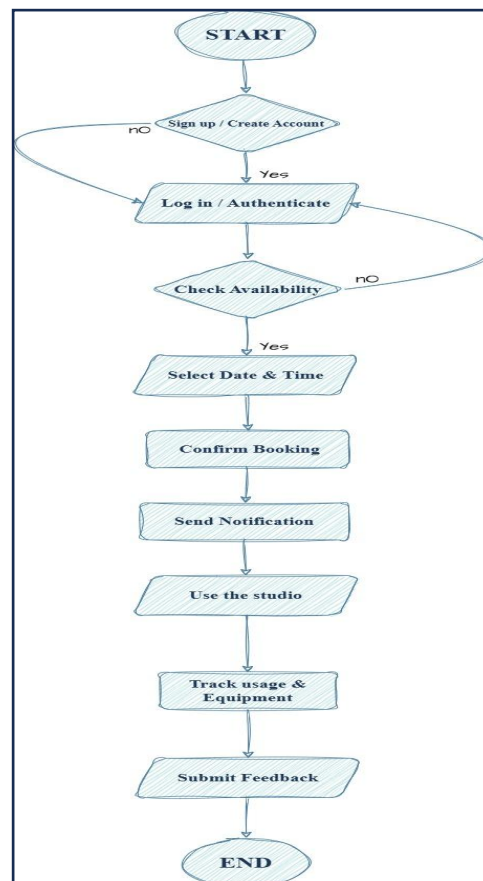 START
Sign up / Create Account
nO
Yes
Log in / Authenticate
Check Availability
nO
Yes
Select Date & Time
Confirm Booking
Send Notification
Use the studio
Track usage &
Equipment
Submit Feedback
END